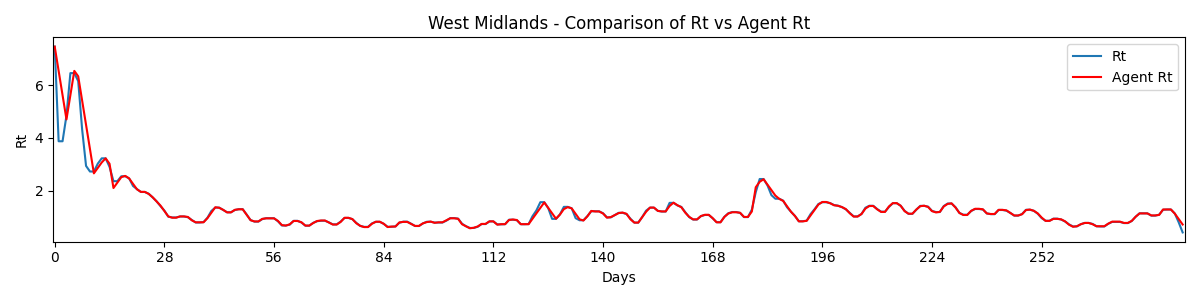 West Midlands - Comparison of Rt vs Agent Rt
Rt
Agent Rt
6
4
2
Rt
0 28 56 84 112 140 168 196 224 252
Days